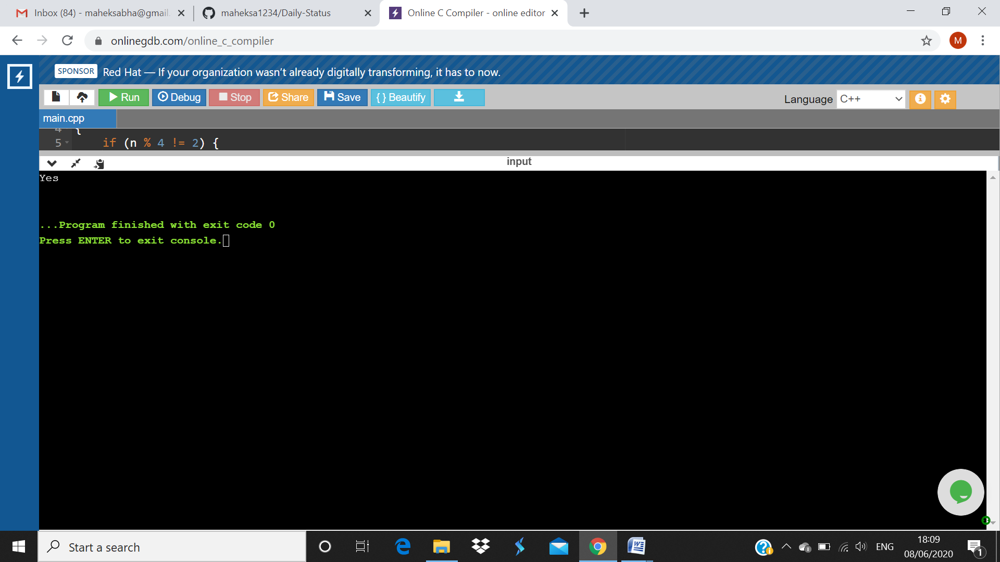 Inbox (84) - maheksabha@gmail.
maheksa1234/Daily-Status
Online C Compiler - online editor
onlinegdb.com/online_c_compiler
M
SPONSOR Red Hat — If your organization wasn't already digitally transforming, it has to now.
Run Debug Stop Share Save { } Beautify
Language C++
main.cpp
4 {
5 if (n % 4 != 2) {
input
Yes
...Program finished with exit code 0
Press ENTER to exit console.
Start a search
ENG
18:09
08/06/2020
1